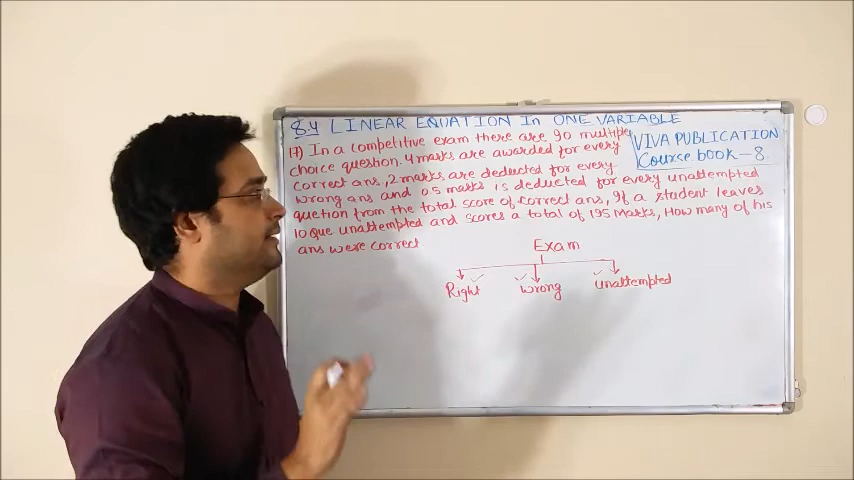 8.4 LINEAR EQUATION In ONE VARIABLE
VIVA PUBLICATION
Course book - 8
17) In a competitive exam there are 90 multiple
choice question. 4 marks are awarded for every
correct ans, 2 marks are deducted for every
wrong ans and 0.5 marks is deducted for every unattempted
quetion from the total score of correct ans, If a student leaves
10 Que unattempted and scores a total of 195 Marks, How many of his
ans were correct
Exam
Right wrong unattempted